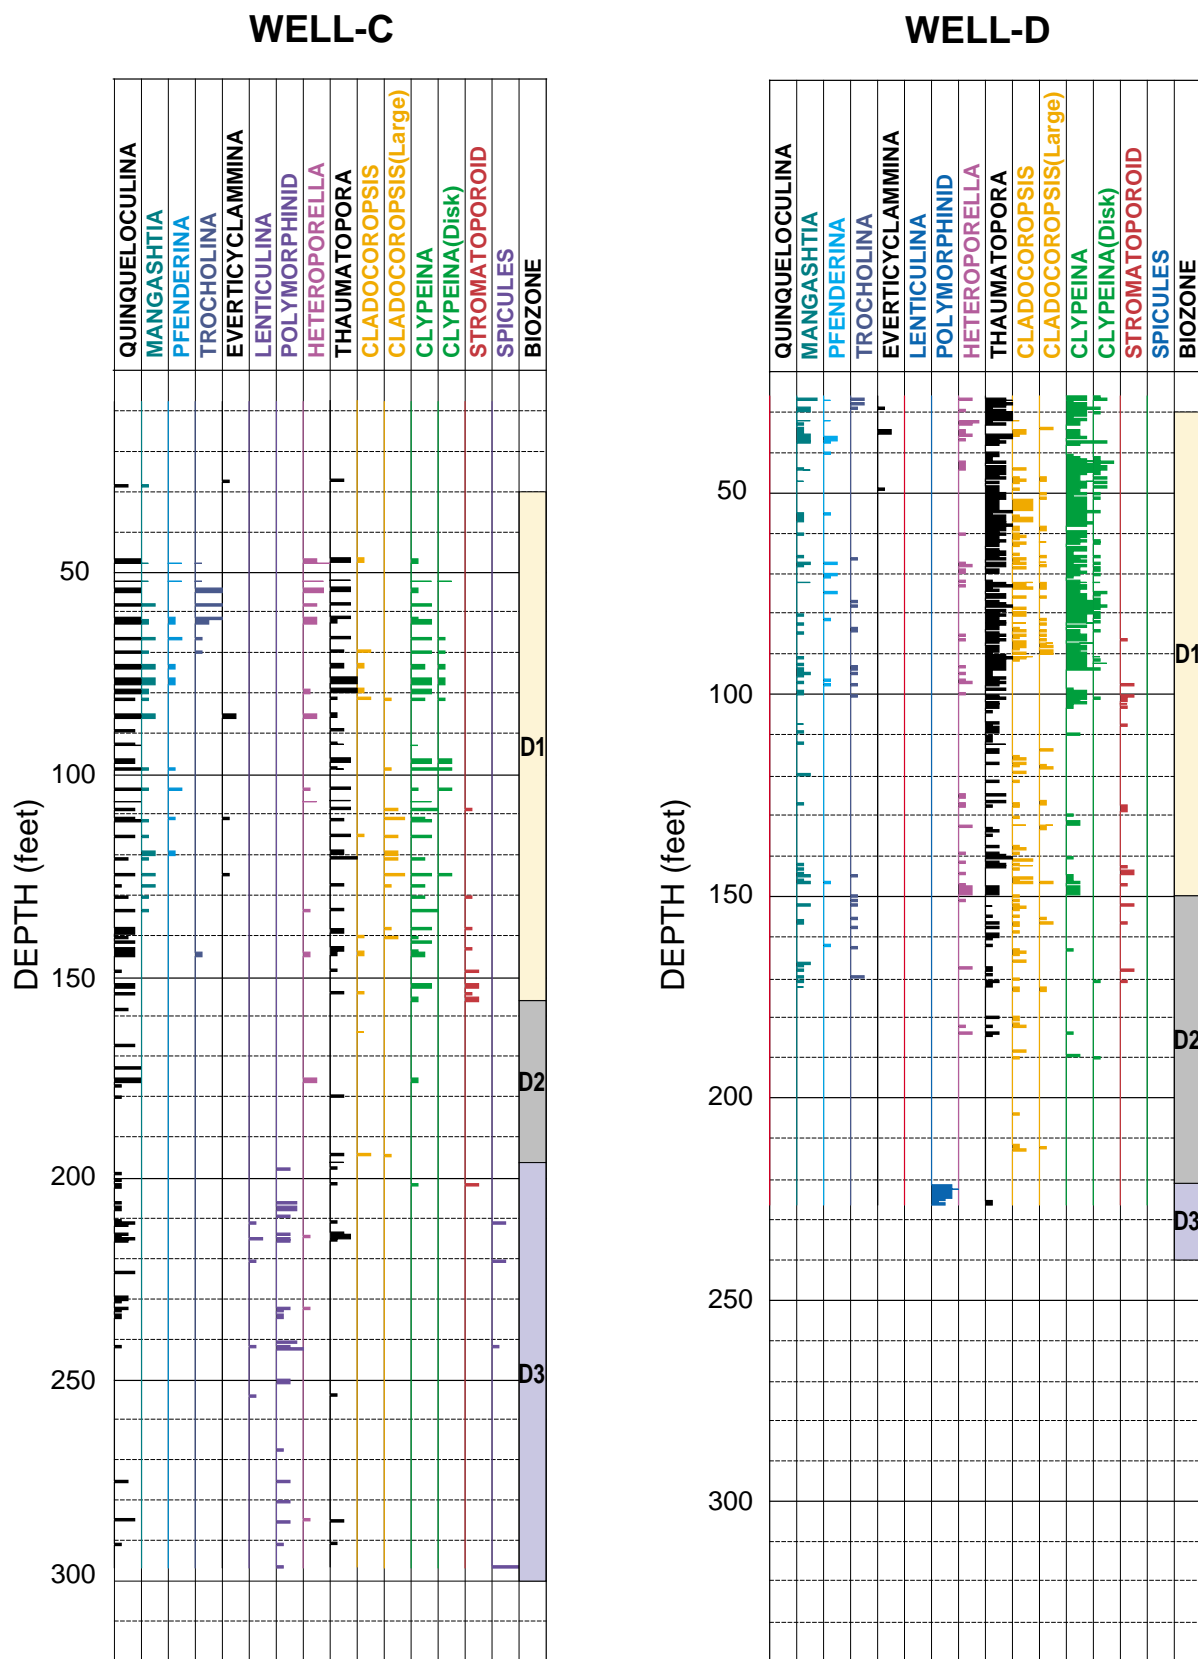 WELL-C
QUINQUELOCULINA
MANGASHTIA
PFENDERINA
TROCHOLINA
EVERTICYCLAMMINA
LENTICULINA
POLYMORPHINID
HETEROPORELLA
THAUMATOPORA
CLADOCOROPSIS
CLADOCOROPSIS(Large)
CLYPEINA
CLYPEINA(Disk)
STROMATOPOROID
SPICULES
BIOZONE
DEPTH (feet)
50
100
150
200
250
300
D1
D2
D3
WELL-D
QUINQUELOCULINA
MANGASHTIA
PFENDERINA
TROCHOLINA
EVERTICYCLAMMINA
LENTICULINA
POLYMORPHINID
HETEROPORELLA
THAUMATOPORA
CLADOCOROPSIS
CLADOCOROPSIS(Large)
CLYPEINA
CLYPEINA(Disk)
STROMATOPOROID
SPICULES
BIOZONE
DEPTH (feet)
50
100
150
200
250
300
D1
D2
D3